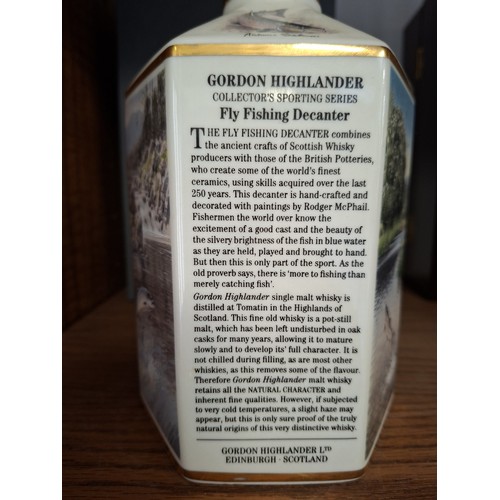 GORDON HIGHLANDER
COLLECTOR'S SPORTING SERIES
Fly Fishing Decanter
THE FLY FISHING DECANTER combines
the ancient crafts of Scottish Whisky
producers with those of the British Potteries,
who create some of the world's finest
ceramics, using skills acquired over the last
250 years. This decanter is hand-crafted and
decorated with paintings by Rodger McPhail.
Fishermen the world over know the
excitement of a good cast and the beauty of
the silvery brightness of the fish in blue water
as they are held, played and brought to hand.
But then this is only part of the sport. As the
old proverb says, there is 'more to fishing than
merely catching fish'.
Gordon Highlander single malt whisky is
distilled at Tomatin in the Highlands of
Scotland. This fine old whisky is a pot-still
malt, which has been left undisturbed in oak
casks for many years, allowing it to mature
slowly and to develop its' full character. It is
not chilled during filling, as are most other
whiskies, as this removes some of the flavour.
Therefore Gordon Highlander malt whisky
retains all the NATURAL CHARACTER and
inherent fine qualities. However, if subjected
to very cold temperatures, a slight haze may
appear, but this is only sure proof of the truly
natural origins of this very distinctive whisky.
GORDON HIGHLANDER LTD
EDINBURGH · SCOTLAND